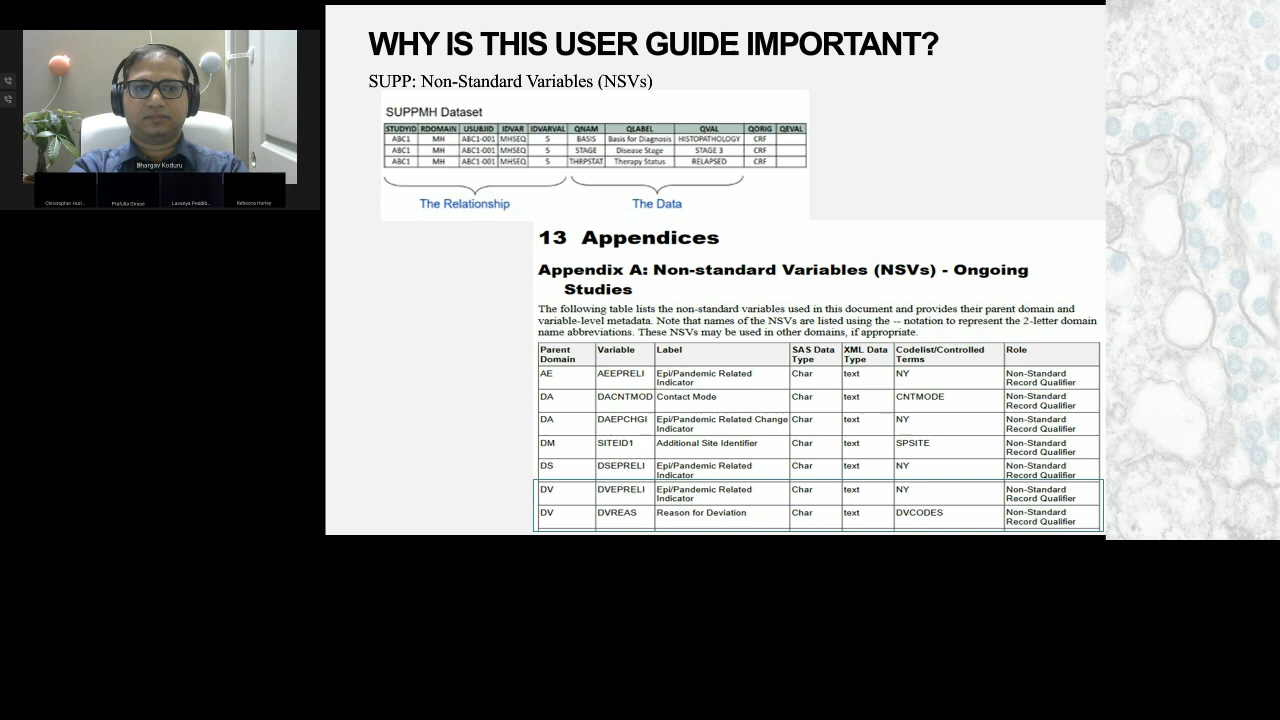 WHY IS THIS USER GUIDE IMPORTANT?
SUPP: Non-Standard Variables (NSVs)
SUPPMH Dataset
STUDYID RDOMAIN USUBJID IDVAR IDVARVAL QNAM QLABEL QVAL QORIG QEVAL
ABC1 MH ABC1-001 MHSEQ 5 BASIS Basis for Diagnosis HISTOPATHOLOGY CRF
ABC1 MH ABC1-001 MHSEQ 5 STAGE Disease Stage STAGE 3 CRF
ABC1 MH ABC1-001 MHSEQ 5 THRPSTAT Therapy Status RELAPSED CRF
The Relationship The Data
Bhargav Koduru
Christopher Hurl... Prafulla Girase Lavanya Peddib... Rebecca Hurley
13 Appendices
Appendix A: Non-standard Variables (NSVs) - Ongoing
Studies
The following table lists the non-standard variables used in this document and provides their parent domain and
variable-level metadata. Note that names of the NSVs are listed using the -- notation to represent the 2-letter domain
name abbreviations. These NSVs may be used in other domains, if appropriate.
Parent Variable Label SAS Data XML Data Codelist/Controlled Role
Domain Type Type Terms
AE AEEPRELI Epi/Pandemic Related Char text NY Non-Standard
Indicator Record Qualifier
DA DACNTMOD Contact Mode Char text CNTMODE Non-Standard
Record Qualifier
DA DAEPCHGI Epi/Pandemic Related Change Char text NY Non-Standard
Indicator Record Qualifier
DM SITEID1 Additional Site Identifier Char text SPSITE Non-Standard
Record Qualifier
DS DSEPRELI Epi/Pandemic Related Char text NY Non-Standard
Indicator Record Qualifier
DV DVEPRELI Epi/Pandemic Related Char text NY Non-Standard
Indicator Record Qualifier
DV DVREAS Reason for Deviation Char text DVCODES Non-Standard
Record Qualifier